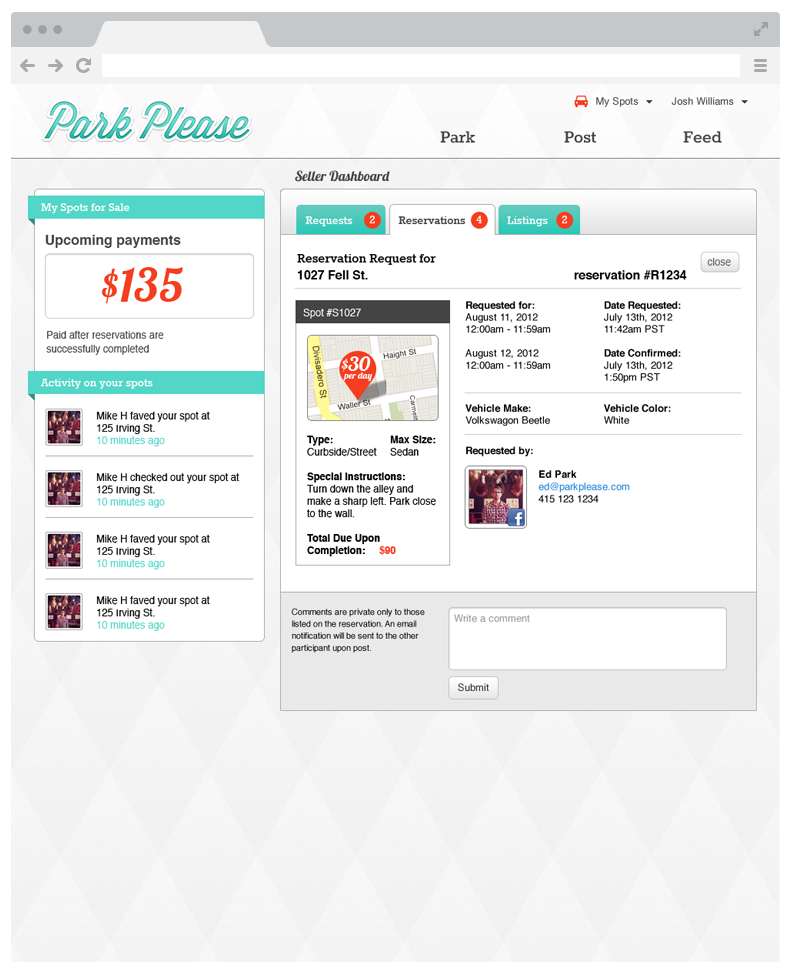 My Spots
Josh Williams
Park Please
Park
Post
Feed
Seller Dashboard
My Spots for Sale
Upcoming payments
$135
Paid after reservations are
successfully completed
Activity on your spots
Mike H faved your spot at
125 Irving St.
10 minutes ago
Mike H checked out your spot at
125 Irving St.
10 minutes ago
Mike H faved your spot at
125 Irving St.
10 minutes ago
Mike H faved your spot at
125 Irving St.
10 minutes ago
Requests 2
Reservations 4
Listings 2
Reservation Request for
1027 Fell St.
reservation #R1234
close
Spot #S1027
Divisadero St
Haight St
$30
per day
Waller St
Type:
Curbside/Street
Max Size:
Sedan
Special Instructions:
Turn down the alley and
make a sharp left. Park close
to the wall.
Total Due Upon
Completion: $90
Requested for:
August 11, 2012
12:00am - 11:59am
August 12, 2012
12:00am - 11:59am
Date Requested:
July 13th, 2012
11:42am PST
Date Confirmed:
July 13th, 2012
1:50pm PST
Vehicle Make:
Volkswagon Beetle
Vehicle Color:
White
Requested by:
f
Ed Park
ed@parkplease.com
415 123 1234
Comments are private only to those
listed on the reservation. An email
notification will be sent to the other
participant upon post.
Write a comment
Submit